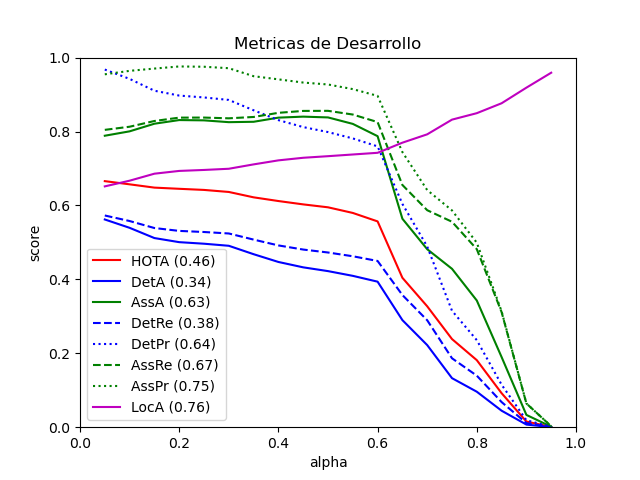 Metricas de Desarrollo
1.0
0.8
0.6
0.4
0.2
0.0
score
HOTA (0.46)
DetA (0.34)
AssA (0.63)
DetRe (0.38)
DetPr (0.64)
AssRe (0.67)
AssPr (0.75)
LocA (0.76)
0.0 0.2 0.4 0.6 0.8 1.0
alpha